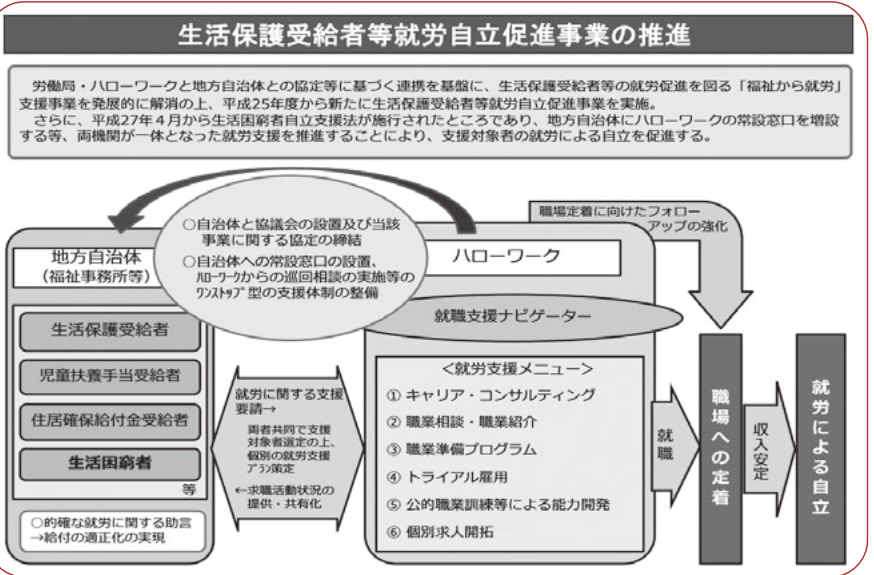 生活保護受給者等就労自立促進事業の推進
労働局・ハローワークと地方自治体との協定等に基づく連携を基盤に、生活保護受給者等の就労促進を図る「福祉から就労」
支援事業を発展的に解消の上、平成25年度から新たに生活保護受給者等就労自立促進事業を実施。
さらに、平成27年4月から生活困窮者自立支援法が施行されたところであり、地方自治体にハローワークの常設窓口を増設
する等、両機関が一体となった就労支援を推進することにより、支援対象者の就労による自立を促進する。
○自治体と協議会の設置及び当該
事業に関する協定の締結
○自治体への常設窓口の設置、
ﾊﾛｰﾜｰｸからの巡回相談の実施等の
ﾜﾝｽﾄｯﾌﾟ型の支援体制の整備
職場定着に向けたフォロー
アップの強化
地方自治体
(福祉事務所等)
生活保護受給者
児童扶養手当受給者
住居確保給付金受給者
生活困窮者
等
○的確な就労に関する助言
→給付の適正化の実現
就労に関する支援
要請→
両者共同で支援
対象者選定の上、
個別の就労支援
ﾌﾟﾗﾝ策定
←求職活動状況の
提供・共有化
ハローワーク
就職支援ナビゲーター
<就労支援メニュー>
① キャリア・コンサルティング
② 職業相談・職業紹介
③ 職業準備プログラム
④ トライアル雇用
⑤ 公的職業訓練等による能力開発
⑥ 個別求人開拓
就職
職場への定着
収入安定
就労による自立